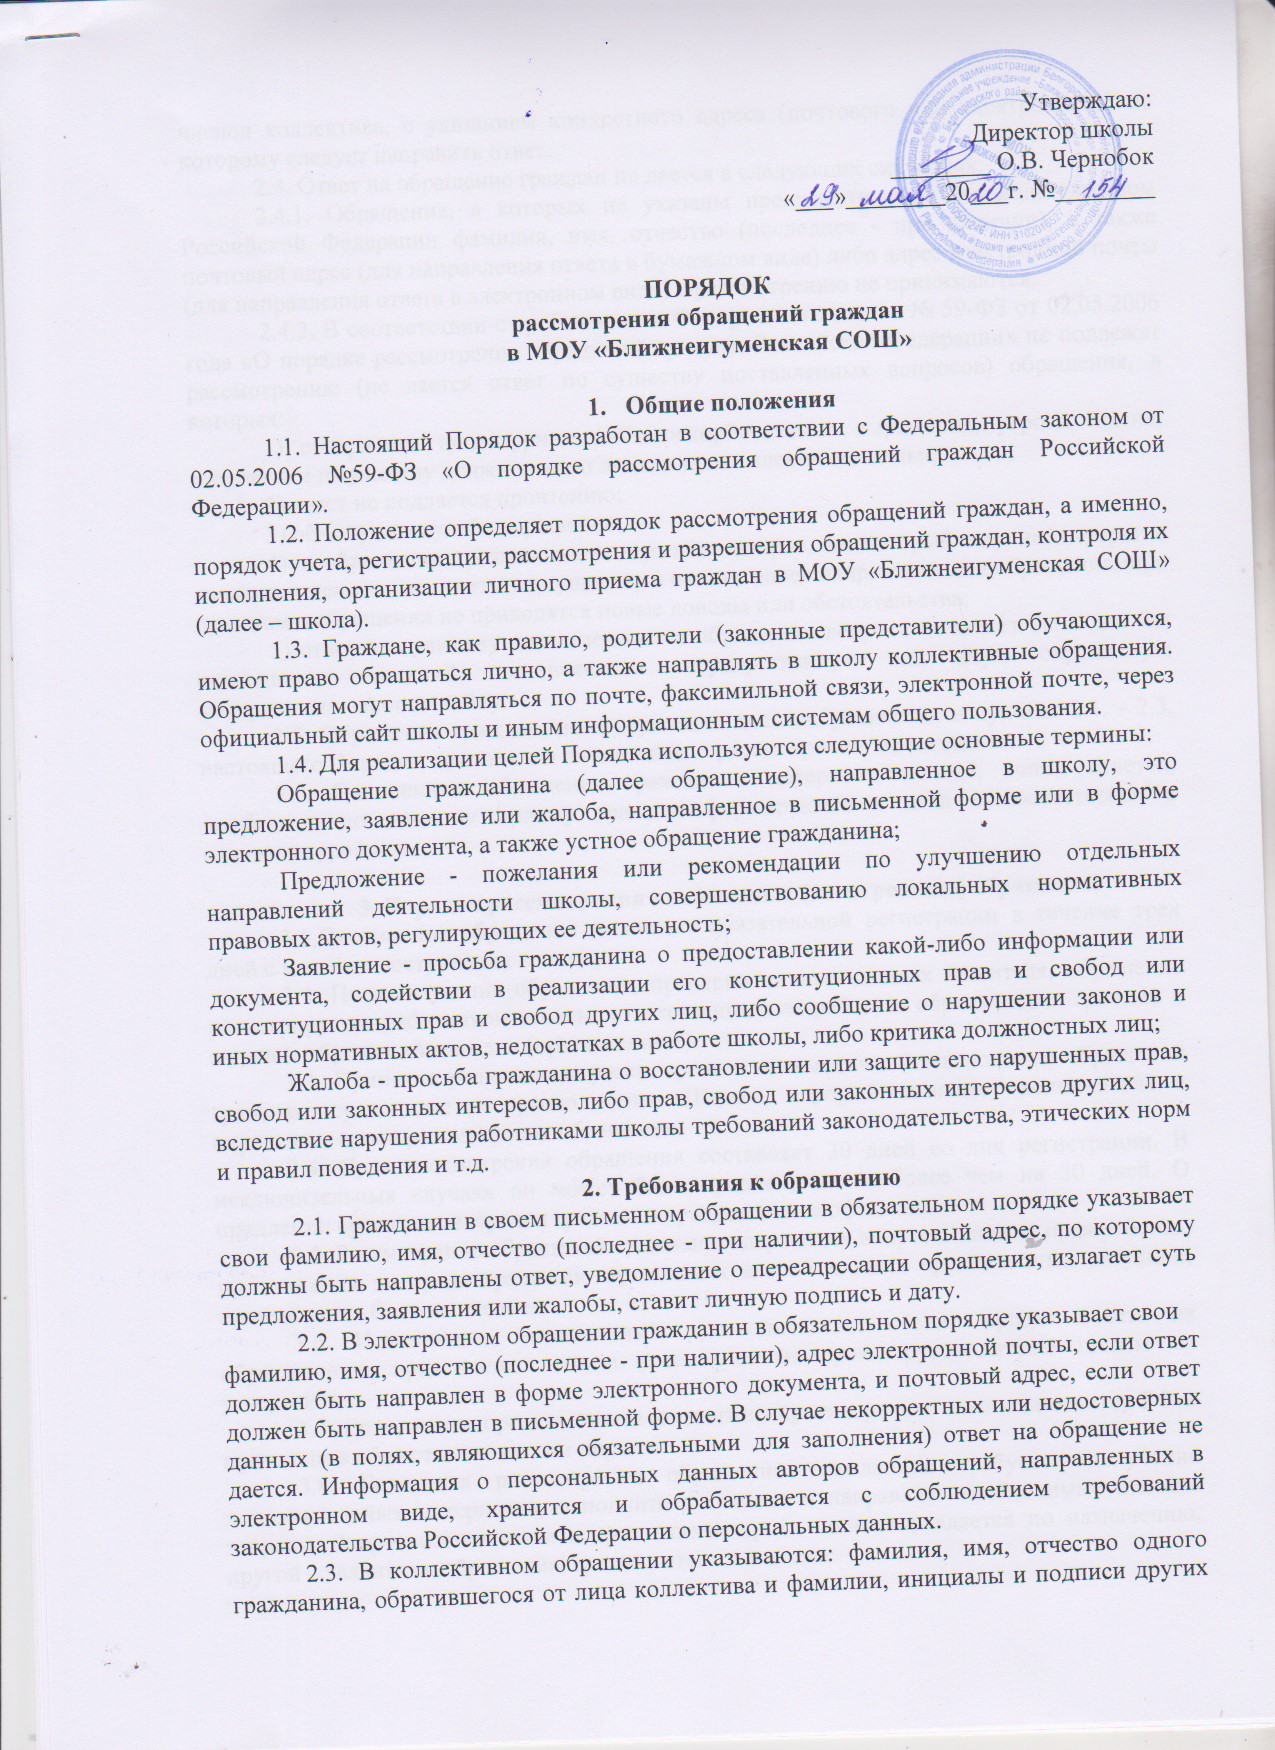 Утверждаю:
Директор школы
О.В. Чернобок
«29» мая 2020 г. № 154
ПОРЯДОК
рассмотрения обращений граждан
в МОУ «Ближнеигуменская СОШ»
1. Общие положения
1.1. Настоящий Порядок разработан в соответствии с Федеральным законом от
02.05.2006 №59-ФЗ «О порядке рассмотрения обращений граждан Российской
Федерации».
1.2. Положение определяет порядок рассмотрения обращений граждан, а именно,
порядок учета, регистрации, рассмотрения и разрешения обращений граждан, контроля их
исполнения, организации личного приема граждан в МОУ «Ближнеигуменская СОШ»
(далее – школа).
1.3. Граждане, как правило, родители (законные представители) обучающихся,
имеют право обращаться лично, а также направлять в школу коллективные обращения.
Обращения могут направляться по почте, факсимильной связи, электронной почте, через
официальный сайт школы и иным информационным системам общего пользования.
1.4. Для реализации целей Порядка используются следующие основные термины:
Обращение гражданина (далее обращение), направленное в школу, это
предложение, заявление или жалоба, направленное в письменной форме или в форме
электронного документа, а также устное обращение гражданина;
Предложение - пожелания или рекомендации по улучшению отдельных
направлений деятельности школы, совершенствованию локальных нормативных
правовых актов, регулирующих ее деятельность;
Заявление - просьба гражданина о предоставлении какой-либо информации или
документа, содействии в реализации его конституционных прав и свобод или
конституционных прав и свобод других лиц, либо сообщение о нарушении законов и
иных нормативных актов, недостатках в работе школы, либо критика должностных лиц;
Жалоба - просьба гражданина о восстановлении или защите его нарушенных прав,
свобод или законных интересов, либо прав, свобод или законных интересов других лиц,
вследствие нарушения работниками школы требований законодательства, этических норм
и правил поведения и т.д.
2. Требования к обращению
2.1. Гражданин в своем письменном обращении в обязательном порядке указывает
свои фамилию, имя, отчество (последнее - при наличии), почтовый адрес, по которому
должны быть направлены ответ, уведомление о переадресации обращения, излагает суть
предложения, заявления или жалобы, ставит личную подпись и дату.
2.2. В электронном обращении гражданин в обязательном порядке указывает свои
фамилию, имя, отчество (последнее - при наличии), адрес электронной почты, если ответ
должен быть направлен в форме электронного документа, и почтовый адрес, если ответ
должен быть направлен в письменной форме. В случае некорректных или недостоверных
данных (в полях, являющихся обязательными для заполнения) ответ на обращение не
дается. Информация о персональных данных авторов обращений, направленных в
электронном виде, хранится и обрабатывается с соблюдением требований
законодательства Российской Федерации о персональных данных.
2.3. В коллективном обращении указываются: фамилия, имя, отчество одного
гражданина, обратившегося от лица коллектива и фамилии, инициалы и подписи других